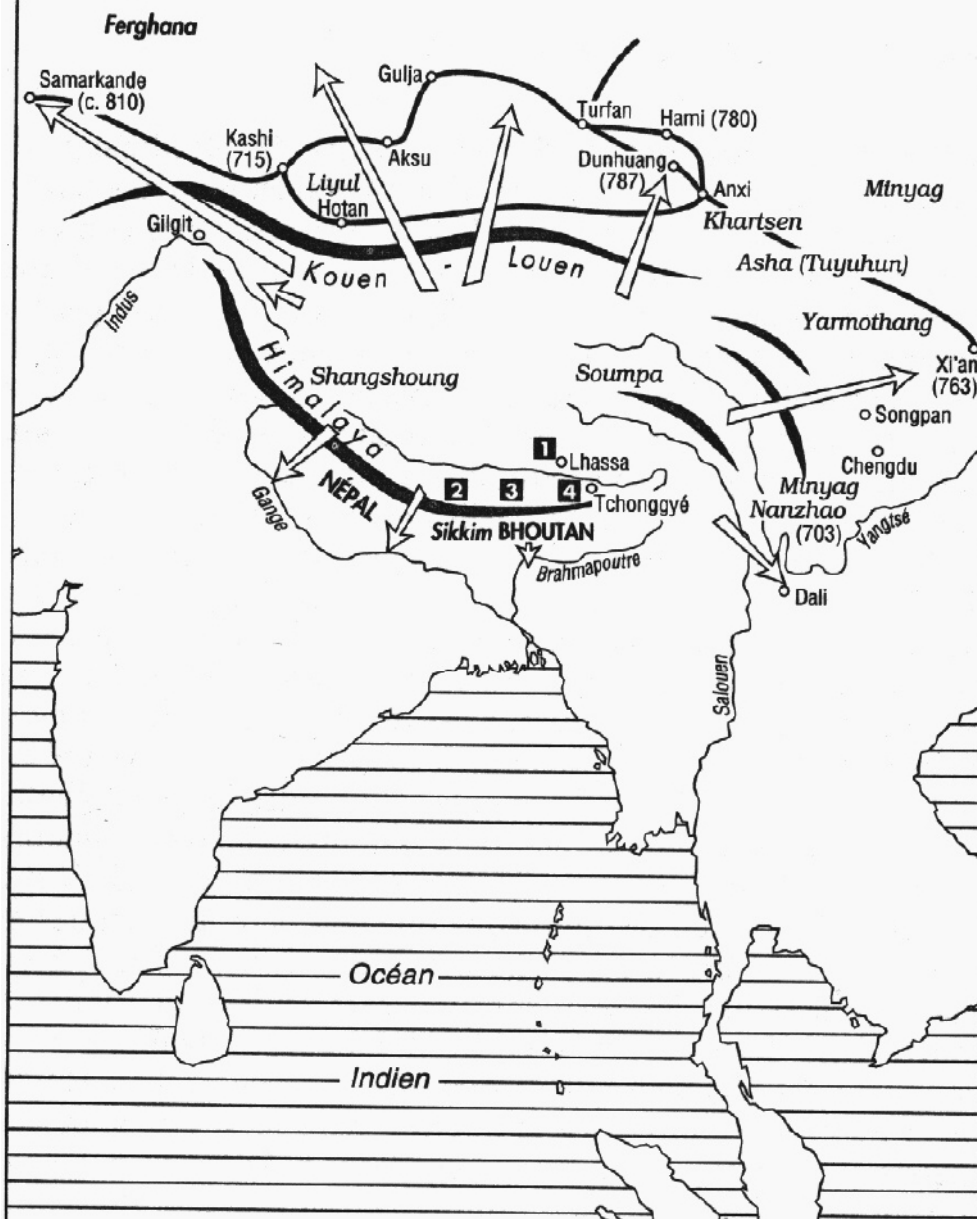 Ferghana
Gulja
Samarkande
(c. 810)
Turfan
Hami (780)
Kashi
(715)
Aksu
Dunhuang
(787)
Liyul
Hotan
Anxi
Minyag
Khartsen
Gilgit
Kouen - Louen
Asha (Tuyuhun)
Indus
Yarmothang
Himalaya
Shangshoung
Soumpa
Xi'an
(763)
Songpan
1
Lhassa
Chengdu
NÉPAL
2
3
4
Tchonggyé
Gange
Minyag
Nanzhao
(703)
Yangtsé
Sikkim BHOUTAN
Brahmapoutre
Dali
Salouen
Océan
Indien